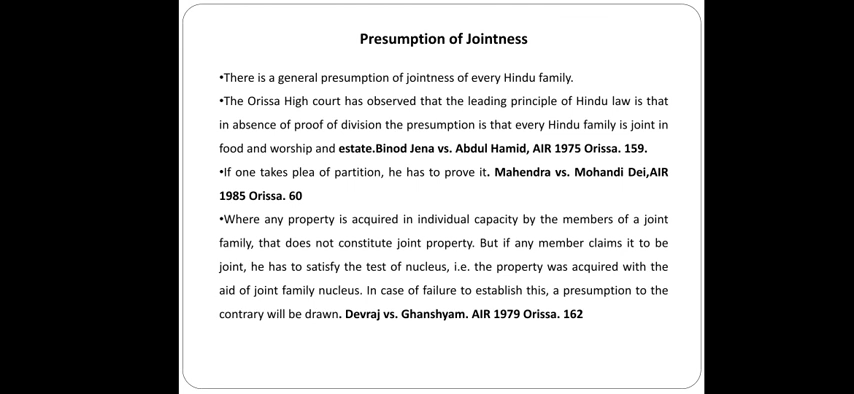 Presumption of Jointness
•There is a general presumption of jointness of every Hindu family.
•The Orissa High court has observed that the leading principle of Hindu law is that
in absence of proof of division the presumption is that every Hindu family is joint in
food and worship and estate.Binod Jena vs. Abdul Hamid, AIR 1975 Orissa. 159.
•If one takes plea of partition, he has to prove it. Mahendra vs. Mohandi Dei,AIR
1985 Orissa. 60
•Where any property is acquired in individual capacity by the members of a joint
family, that does not constitute joint property. But if any member claims it to be
joint, he has to satisfy the test of nucleus, i.e. the property was acquired with the
aid of joint family nucleus. In case of failure to establish this, a presumption to the
contrary will be drawn. Devraj vs. Ghanshyam. AIR 1979 Orissa. 162